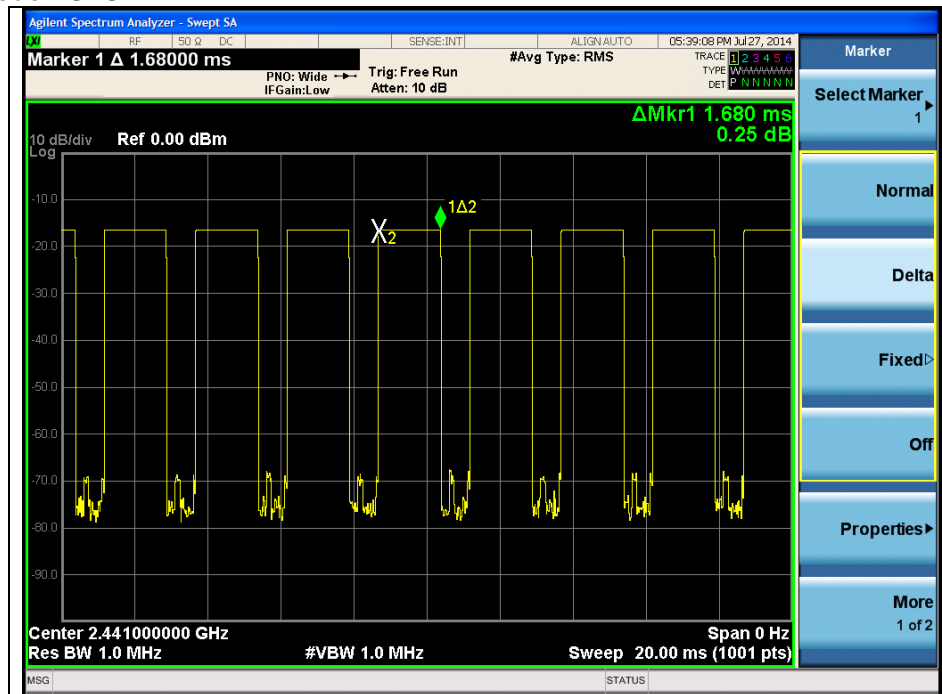 Agilent Spectrum Analyzer - Swept SA
LXI RF 50 Ω DC SENSE:INT ALIGN AUTO 05:39:08 PM Jul 27, 2014
Marker 1 Δ 1.68000 ms
PNO: Wide
IFGain:Low
Trig: Free Run
Atten: 10 dB
#Avg Type: RMS
TRACE 1 2 3 4 5 6
TYPE WWWWWW
DET P N N N N N
ΔMkr1 1.680 ms
0.25 dB
10 dB/div Ref 0.00 dBm
Log
-10.0
-20.0
-30.0
-40.0
-50.0
-60.0
-70.0
-80.0
-90.0
1Δ2
X2
Center 2.441000000 GHz Span 0 Hz
Res BW 1.0 MHz #VBW 1.0 MHz Sweep 20.00 ms (1001 pts)
MSG STATUS
Marker
Select Marker
1
Normal
Delta
Fixed
Off
Properties
More
1 of 2